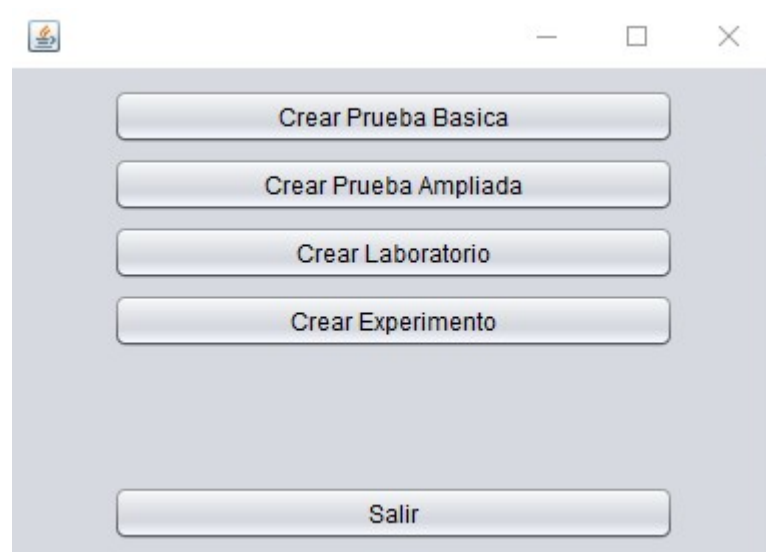 Crear Prueba Basica
Crear Prueba Ampliada
Crear Laboratorio
Crear Experimento
Salir